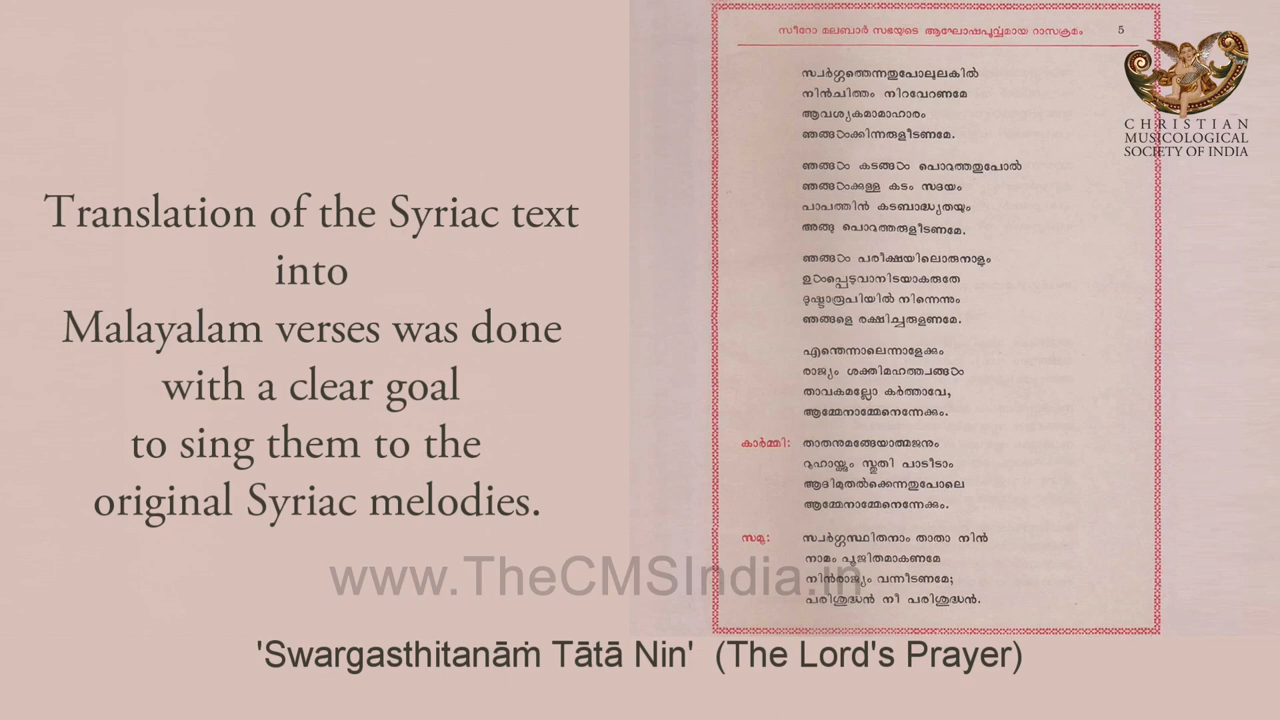 Translation of the Syriac text
into
Malayalam verses was done
with a clear goal
to sing them to the
original Syriac melodies.
സീറോ മലബാർ സഭയുടെ ആഘോഷപൂർവ്വമായ റാസക്രമം 5
സ്വർഗ്ഗത്തെന്നതുപോലുലകിൽ
നിൻചിത്തം നിറവേറണമേ
ആവശ്യകമാമാഹാരം
ഞങ്ങൾക്കിന്നരുളീടണമേ.
ഞങ്ങൾ കടങ്ങൾ പൊറുത്തതുപോൽ
ഞങ്ങൾക്കുള്ള കടം സദയം
പാപത്തിൻ കടബാദ്ധ്യതയും
അങ്ങു പൊറുത്തരുളീടണമേ.
ഞങ്ങൾ പരീക്ഷയിലൊരുനാളും
ഉൾപ്പെടുവാനിടയാകരുതേ
ദുഷ്ടാരൂപിയിൽ നിന്നെന്നും
ഞങ്ങളെ രക്ഷിച്ചരുളണമേ.
എന്തെന്നാലെന്നാളേക്കും
രാജ്യം ശക്തിമഹത്ത്വങ്ങൾ
താവകമല്ലോ കർത്താവേ,
ആമ്മേനാമ്മേനെന്നേക്കും.
കാർമ്മി: താതനുമങ്ങേയാത്മജനും
റൂഹായ്ക്കും സ്തുതി പാടീടാം
ആദിമുതൽക്കെന്നതുപോലെ
ആമ്മേനാമ്മേനെന്നേക്കും.
സമൂ: സ്വർഗ്ഗസ്ഥിതനാം താതാ നിൻ
നാമം പൂജിതമാകണമേ
നിൻരാജ്യം വന്നീടണമേ;
പരിശുദ്ധൻ നീ പരിശുദ്ധൻ.
CHRISTIAN
MUSICOLOGICAL
SOCIETY OF INDIA
www.TheCMSIndia.in
'Swargasthitanāṁ Tātā Nin' (The Lord's Prayer)